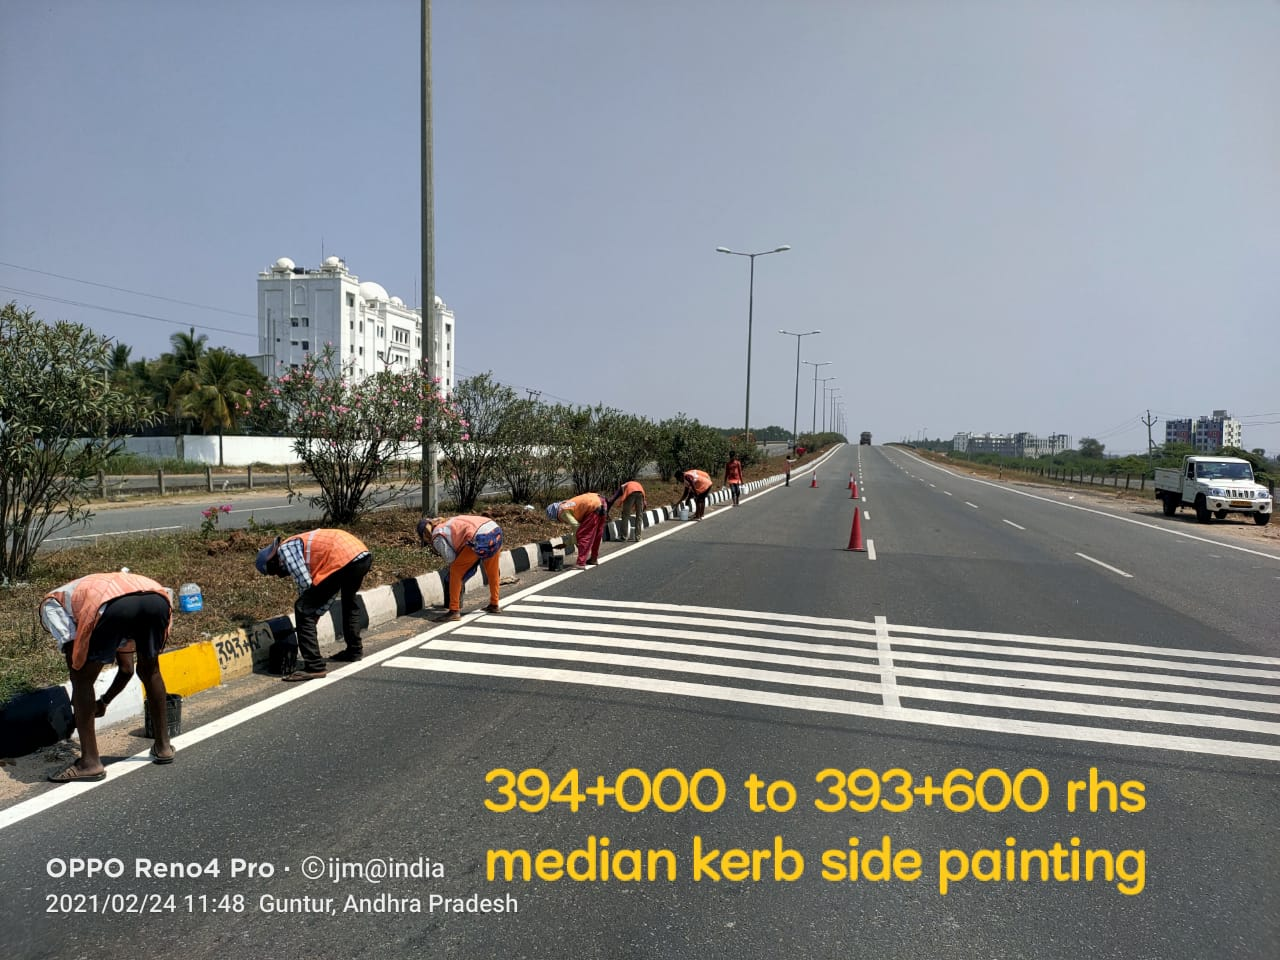 394+000 to 393+600 rhs
median kerb side painting
OPPO Reno4 Pro · ©ijm@india
2021/02/24 11:48 Guntur, Andhra Pradesh